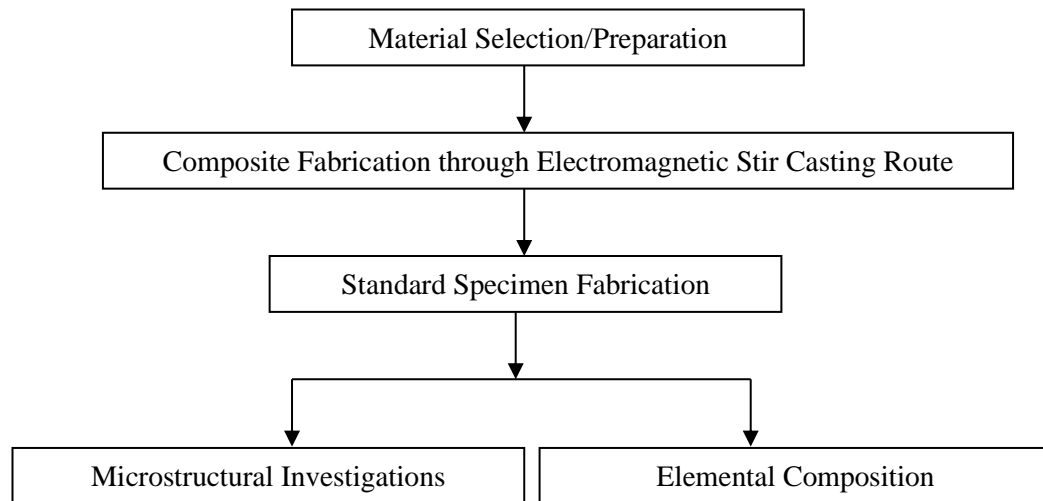 Material Selection/Preparation
Composite Fabrication through Electromagnetic Stir Casting Route
Standard Specimen Fabrication
Microstructural Investigations
Elemental Composition